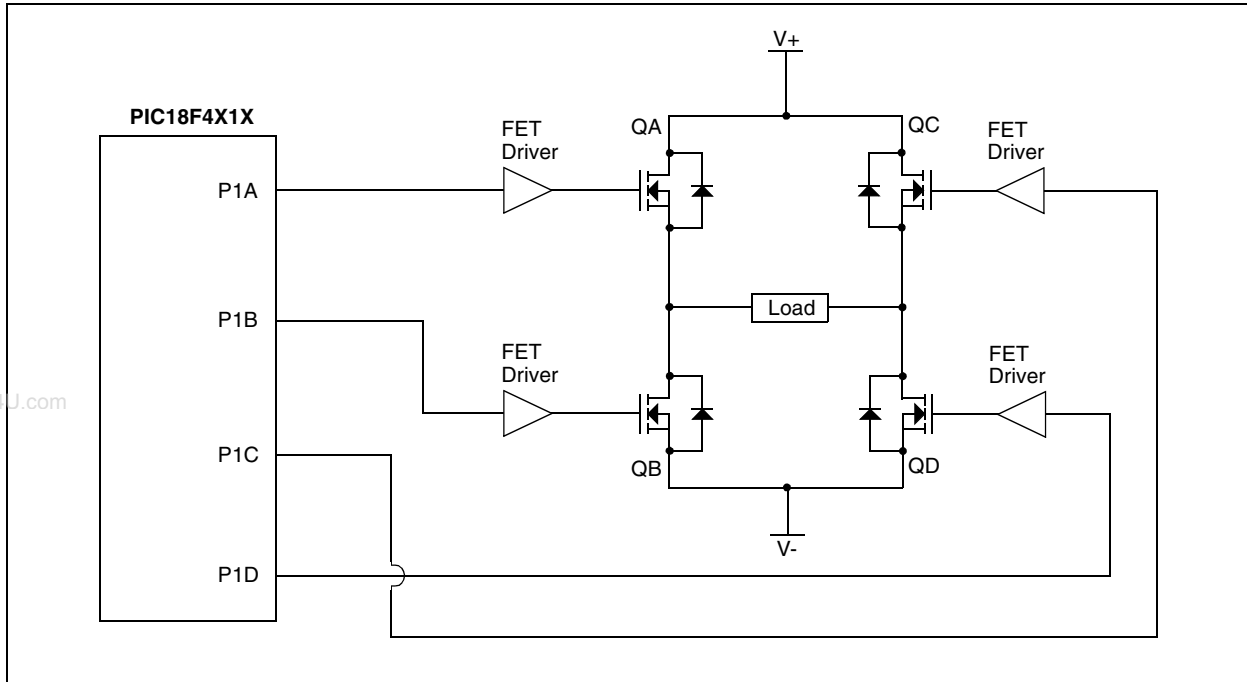 V+
PIC18F4X1X
FET
Driver
QA
QC
FET
Driver
P1A
Load
P1B
FET
Driver
FET
Driver
4U.com
P1C
QB
QD
V-
P1D